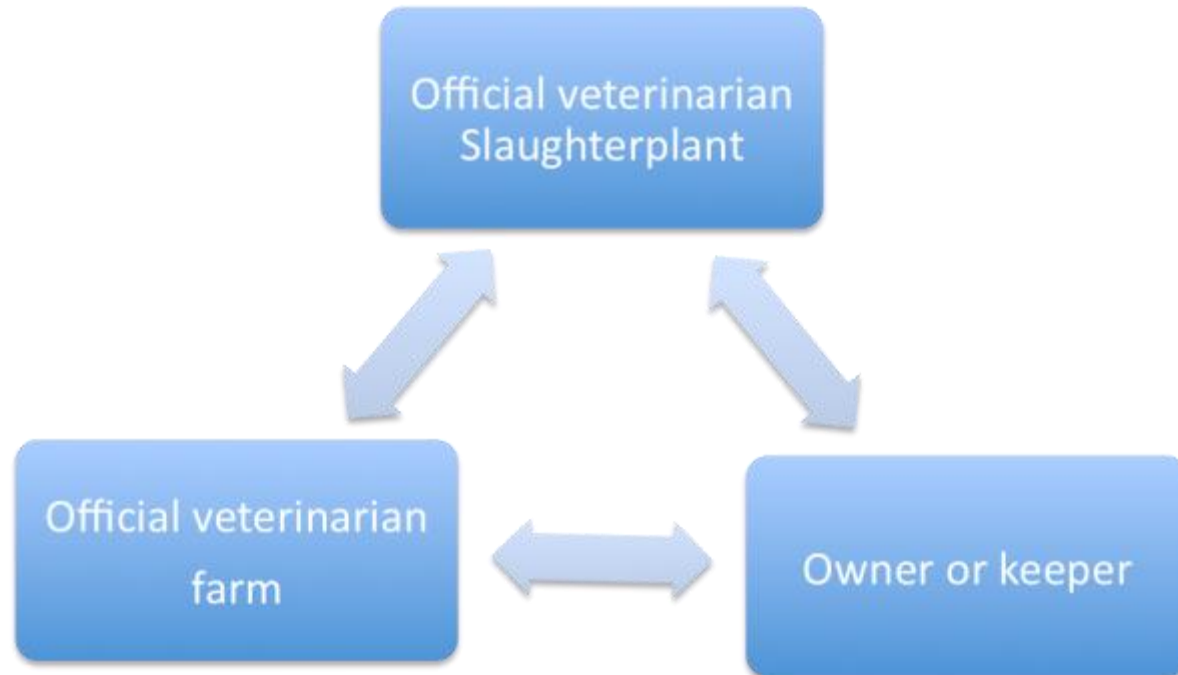 Official veterinarian
Slaughterplant
Official veterinarian
farm
Owner or keeper